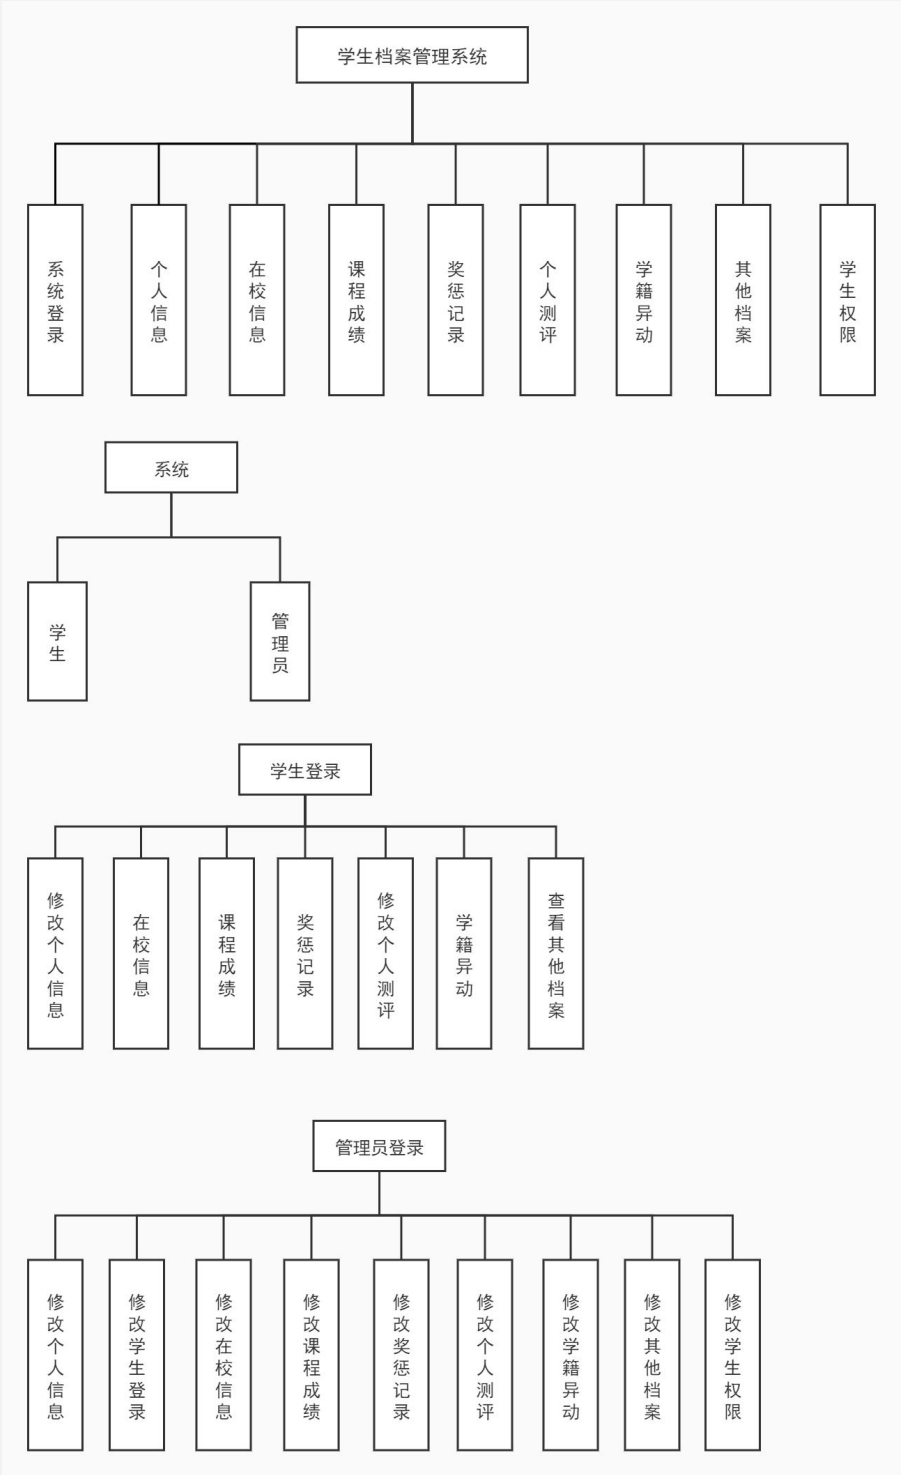 学生档案管理系统
系统登录
个人信息
在校信息
课程成绩
奖惩记录
个人测评
学籍异动
其他档案
学生权限
系统
学生
管理员
学生登录
修改个人信息
在校信息
课程成绩
奖惩记录
修改个人测评
学籍异动
查看其他档案
管理员登录
修改个人信息
修改学生登录
修改在校信息
修改课程成绩
修改奖惩记录
修改个人测评
修改学籍异动
修改其他档案
修改学生权限